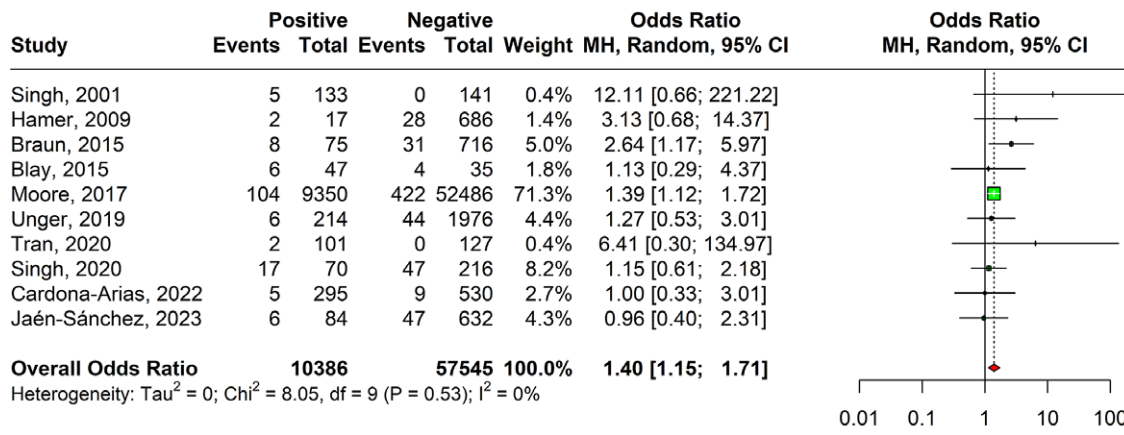 Positive Negative Odds Ratio Odds Ratio
Study Events Total Events Total Weight MH, Random, 95% CI MH, Random, 95% CI
Singh, 2001 5 133 0 141 0.4% 12.11 [0.66; 221.22]
Hamer, 2009 2 17 28 686 1.4% 3.13 [0.68; 14.37]
Braun, 2015 8 75 31 716 5.0% 2.64 [1.17; 5.97]
Blay, 2015 6 47 4 35 1.8% 1.13 [0.29; 4.37]
Moore, 2017 104 9350 422 52486 71.3% 1.39 [1.12; 1.72]
Unger, 2019 6 214 44 1976 4.4% 1.27 [0.53; 3.01]
Tran, 2020 2 101 0 127 0.4% 6.41 [0.30; 134.97]
Singh, 2020 17 70 47 216 8.2% 1.15 [0.61; 2.18]
Cardona-Arias, 2022 5 295 9 530 2.7% 1.00 [0.33; 3.01]
Jaén-Sánchez, 2023 6 84 47 632 4.3% 0.96 [0.40; 2.31]
Overall Odds Ratio 10386 57545 100.0% 1.40 [1.15; 1.71]
Heterogeneity: Tau² = 0; Chi² = 8.05, df = 9 (P = 0.53); I² = 0%
0.01 0.1 1 10 100